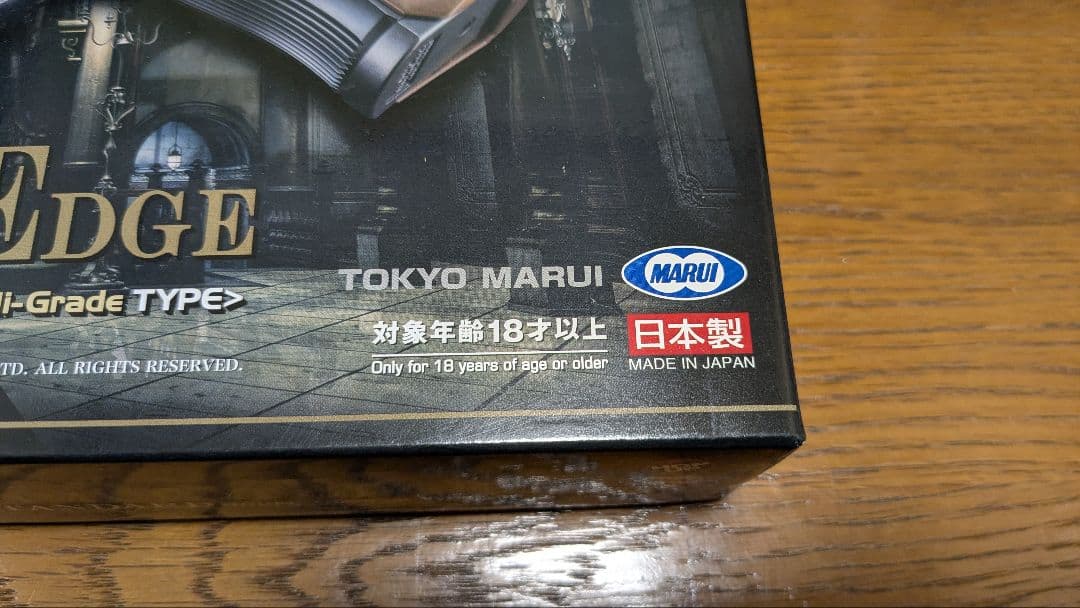 EDGE
Hi-Grade TYPE>
TD. ALL RIGHTS RESERVED.
TOKYO MARUI
MARUI
対象年齢18才以上
日本製
Only for 18 years of age or older
MADE IN JAPAN